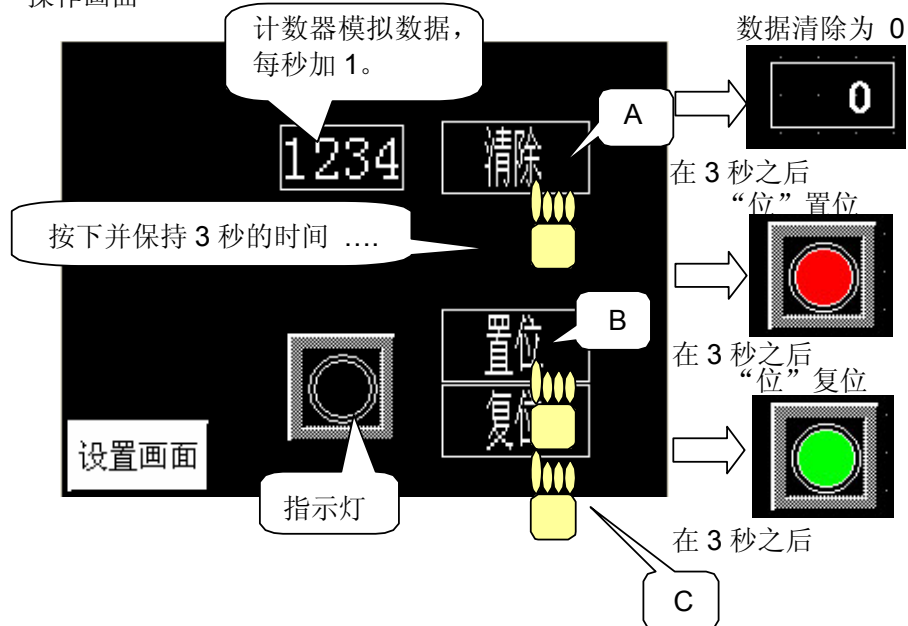 操作画面
计数器模拟数据，
每秒加 1。
数据清除为 0
1234
清除
A
0
在 3 秒之后
按下并保持 3 秒的时间 ....
“位”置位
置位
B
在 3 秒之后
“位”复位
复位
设置画面
指示灯
在 3 秒之后
C